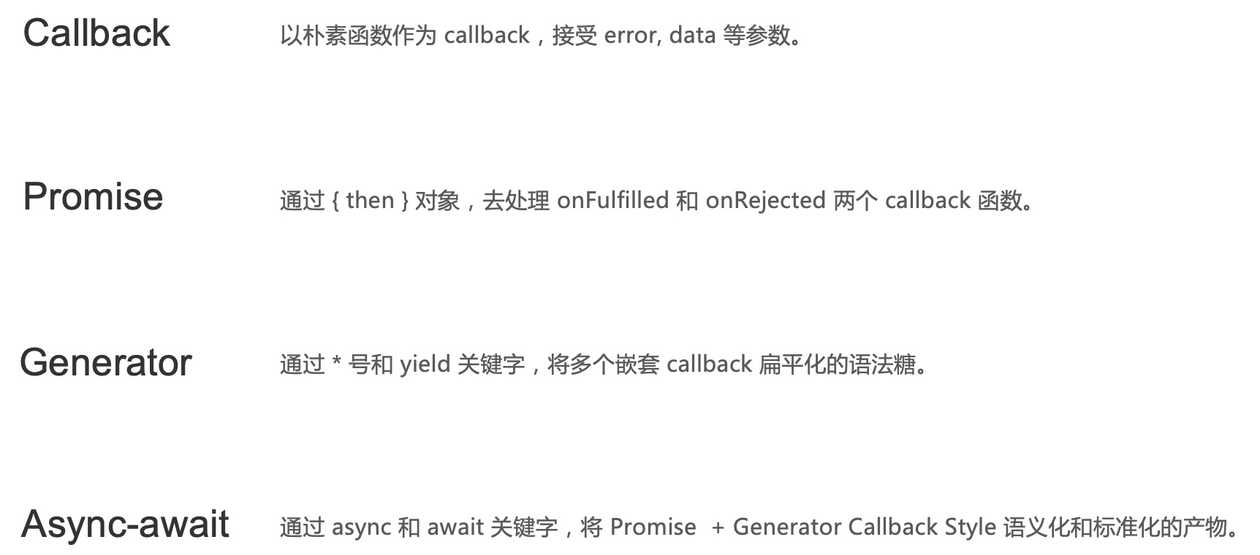 Callback 以朴素函数作为 callback，接受 error, data 等参数。
Promise 通过 { then } 对象，去处理 onFulfilled 和 onRejected 两个 callback 函数。
Generator 通过 * 号和 yield 关键字，将多个嵌套 callback 扁平化的语法糖。
Async-await 通过 async 和 await 关键字，将 Promise + Generator Callback Style 语义化和标准化的产物。